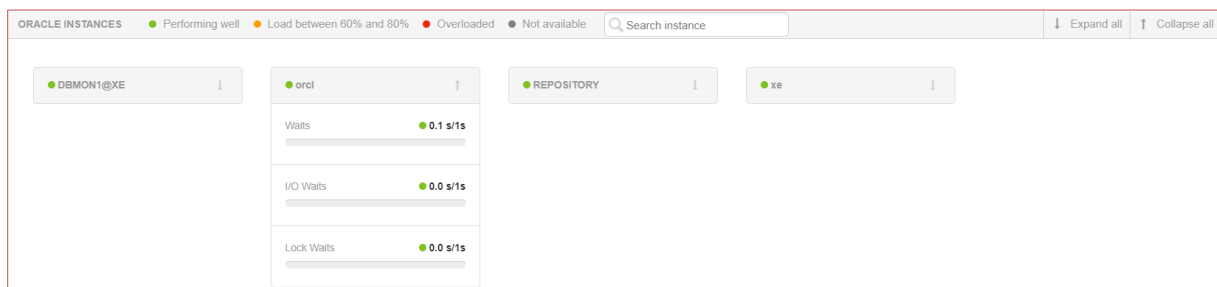 ORACLE INSTANCES Performing well Load between 60% and 80% Overloaded Not available Search instance Expand all Collapse all
DBMON1@XE orcl REPOSITORY xe
Waits 0.1 s/1s
I/O Waits 0.0 s/1s
Lock Waits 0.0 s/1s